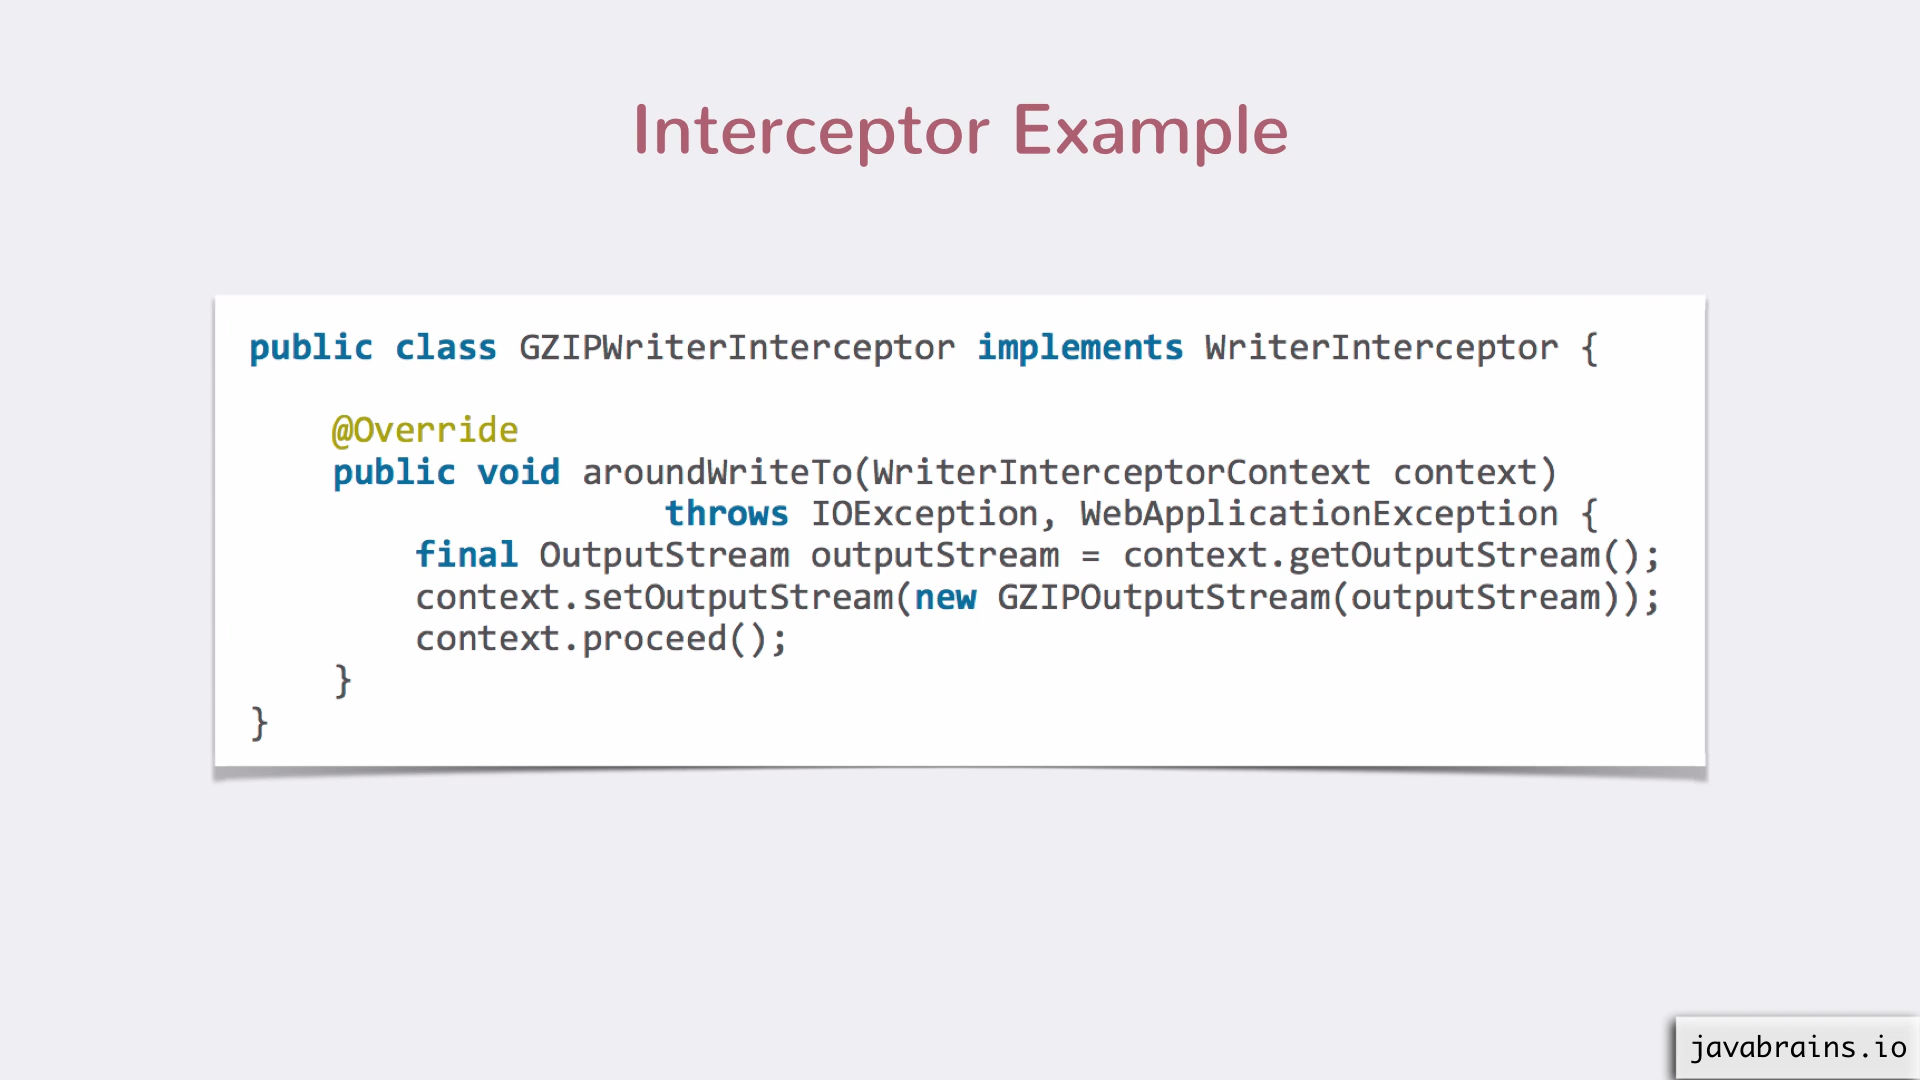 Interceptor Example
public class GZIPWriterInterceptor implements WriterInterceptor {
@Override
public void aroundWriteTo(WriterInterceptorContext context)
throws IOException, WebApplicationException {
final OutputStream outputStream = context.getOutputStream();
context.setOutputStream(new GZIPOutputStream(outputStream));
context.proceed();
}
}
javabrains.io